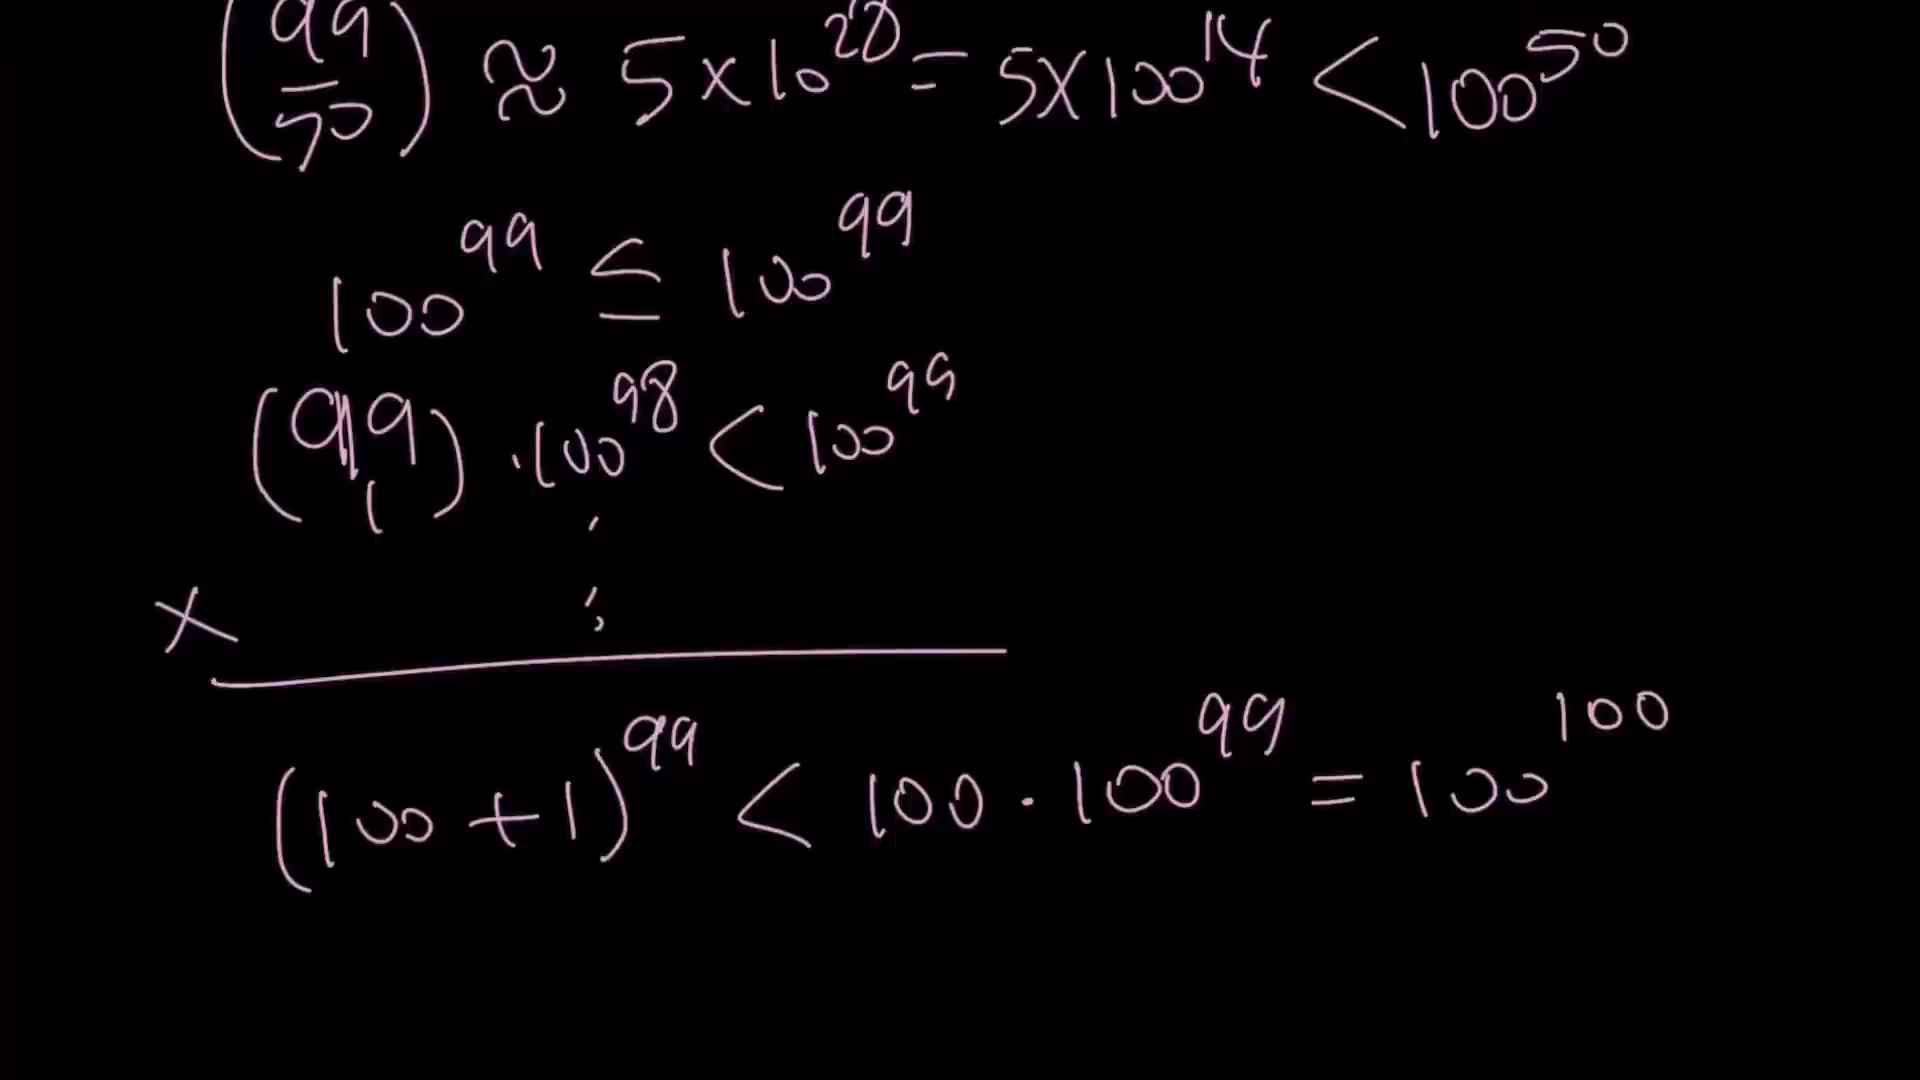 (99/50) ≈ 5×10^28 = 5×100^14 < 100^50
100^99 ≤ 100^99
(99 1) · 100^98 < 100^99
⋮
×
(100+1)^99 < 100 · 100^99 = 100^100